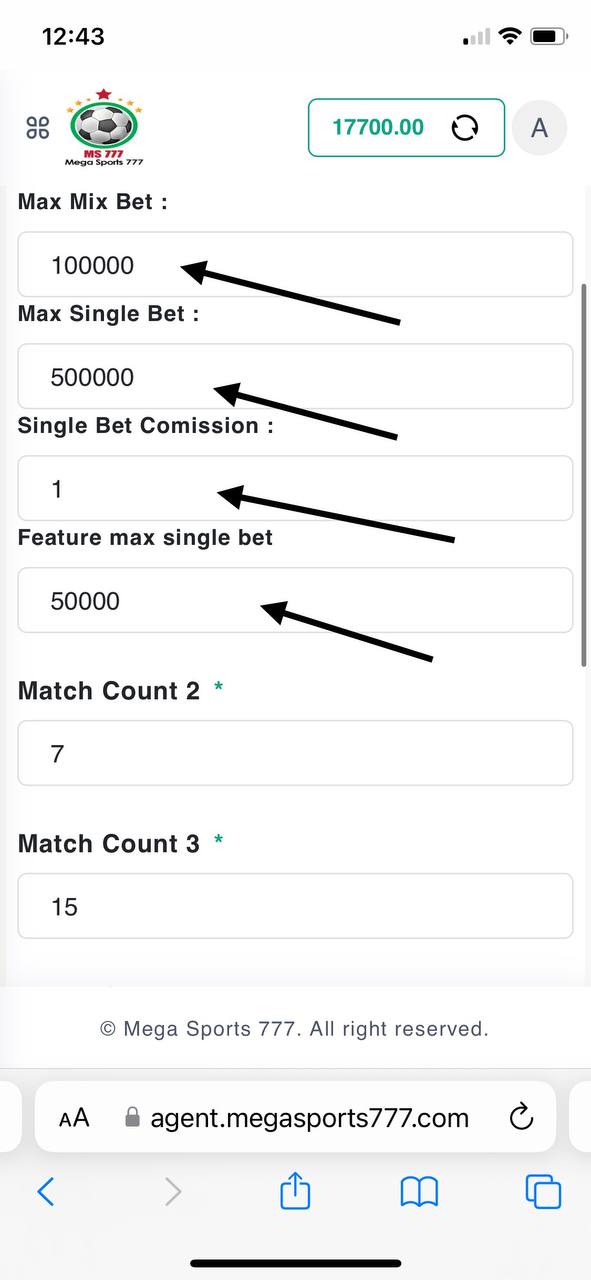 12:43
17700.00
A
MS 777
Mega Sports 777
Max Mix Bet :
100000
Max Single Bet :
500000
Single Bet Comission :
1
Feature max single bet
50000
Match Count 2 *
7
Match Count 3 *
15
© Mega Sports 777. All right reserved.
AA agent.megasports777.com